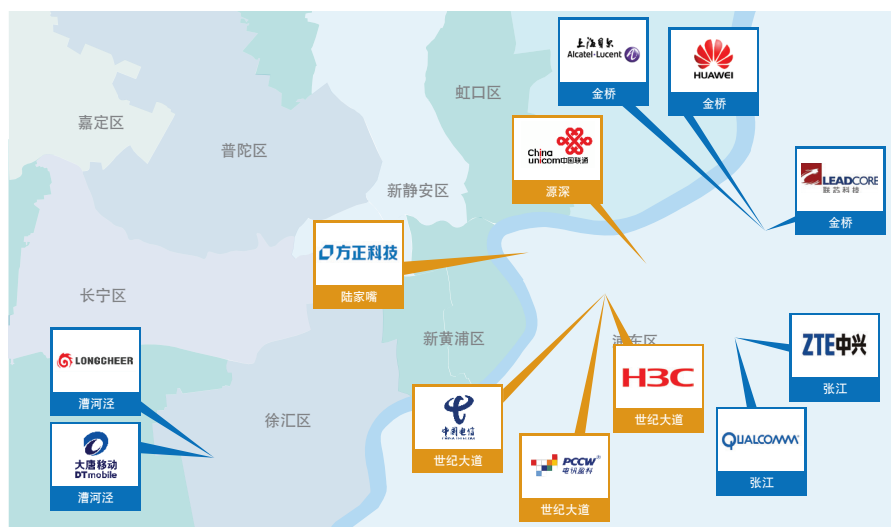 上海贝尔
Alcatel·Lucent
金桥
HUAWEI
金桥
虹口区
嘉定区
普陀区
China
unicom中国联通
源深
LEADCORE
联芯科技
金桥
新静安区
方正科技
陆家嘴
长宁区
新黄浦区
浦东区
LONGCHEER
漕河泾
ZTE中兴
张江
H3C
世纪大道
徐汇区
中国电信
CHINA TELECOM
世纪大道
大唐移动
DTmobile
漕河泾
PCCW®
电讯盈科
世纪大道
QUALCOMM
张江